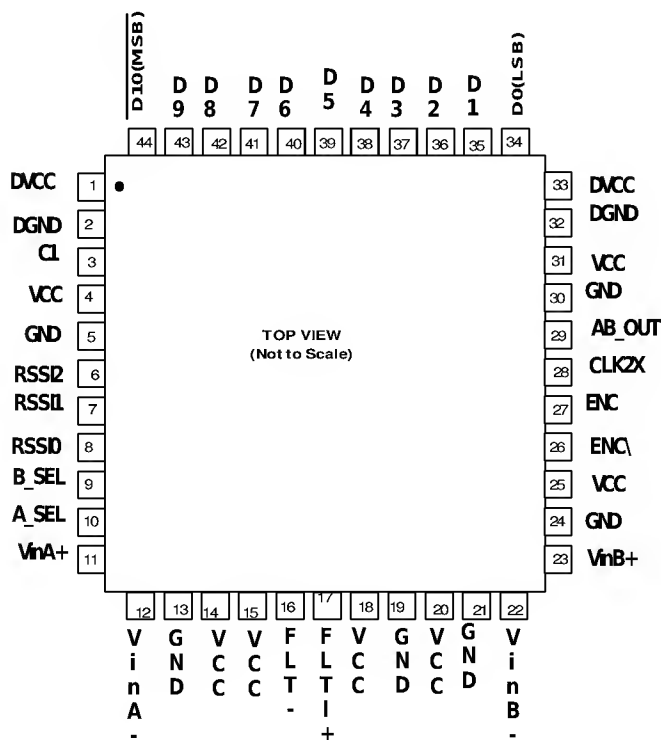 D10(MSB)
D9
D8
D7
D6
D5
D4
D3
D2
D1
D0(LSB)
44 43 42 41 40 39 38 37 36 35 34
DVCC 1
DGND 2
C1 3
VCC 4
GND 5
RSSI2 6
RSSI1 7
RSSI0 8
B_SEL 9
A_SEL 10
VinA+ 11
TOP VIEW
(Not to Scale)
33 DVCC
32 DGND
31 VCC
30 GND
29 AB_OUT
28 CLK2X
27 ENC
26 ENC\
25 VCC
24 GND
23 VinB+
12 13 14 15 16 17 18 19 20 21 22
VinA-
GND
VCC
VCC
FLT-
FLTI+
VCC
GND
VCC
GND
VinB-